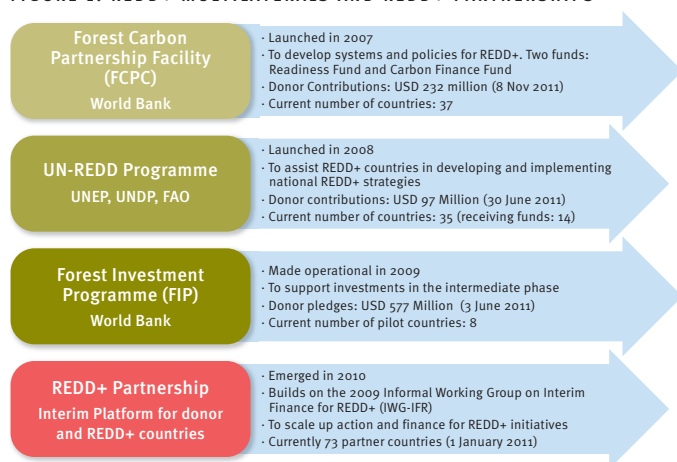 Forest Carbon
Partnership Facility
(FCPC)
World Bank
· Launched in 2007
· To develop systems and policies for REDD+. Two funds:
Readiness Fund and Carbon Finance Fund
· Donor Contributions: USD 232 million (8 Nov 2011)
· Current number of countries: 37
UN-REDD Programme
UNEP, UNDP, FAO
· Launched in 2008
· To assist REDD+ countries in developing and implementing
national REDD+ strategies
· Donor contributions: USD 97 Million (30 June 2011)
· Current number of countries: 35 (receiving funds: 14)
Forest Investment
Programme (FIP)
World Bank
· Made operational in 2009
· To support investments in the intermediate phase
· Donor pledges: USD 577 Million (3 June 2011)
· Current number of pilot countries: 8
REDD+ Partnership
Interim Platform for donor
and REDD+ countries
· Emerged in 2010
· Builds on the 2009 Informal Working Group on Interim
Finance for REDD+ (IWG-IFR)
· To scale up action and finance for REDD+ initiatives
· Currently 73 partner countries (1 January 2011)